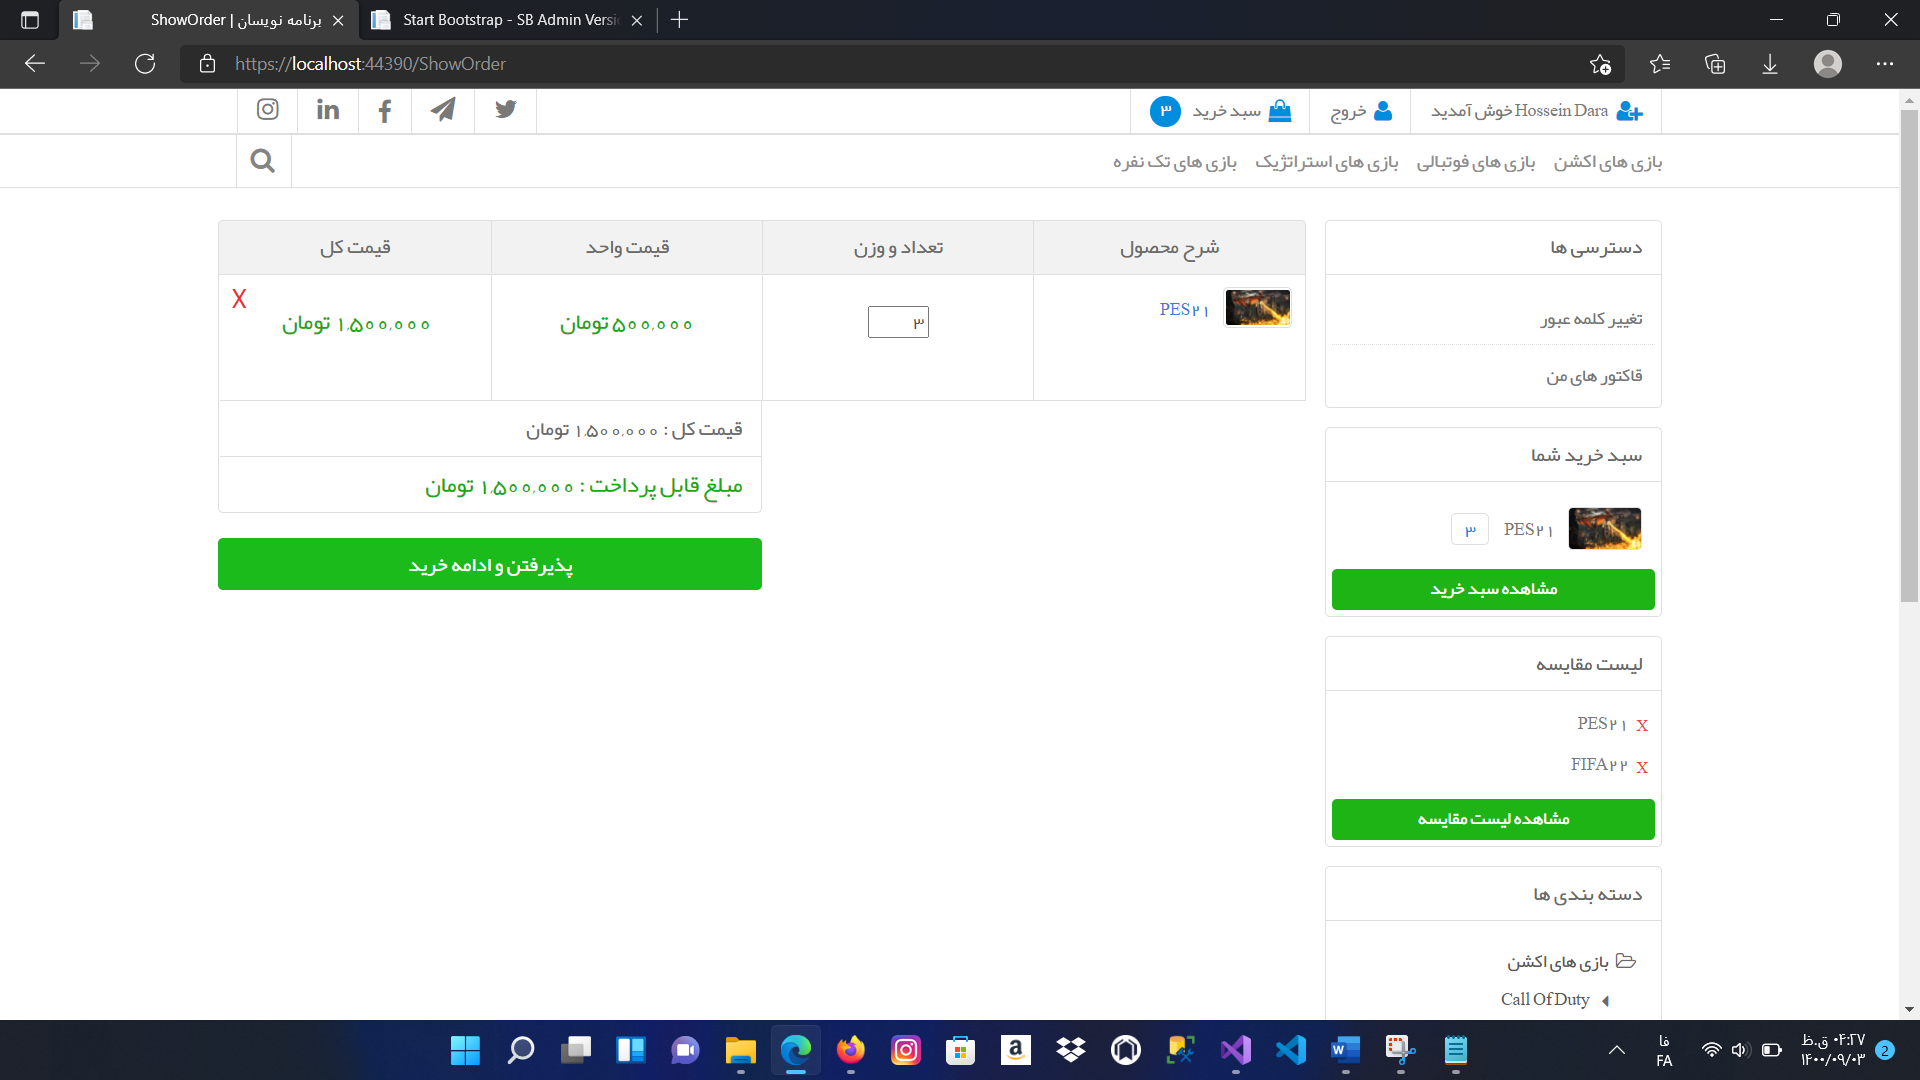 ShowOrder | برنامه نویسان
Start Bootstrap - SB Admin Versi
https://localhost:44390/ShowOrder
Hossein Dara خوش آمدید
خروج
سبد خرید
۳
بازی های اکشن
بازی های فوتبالی
بازی های استراتژیک
بازی های تک نفره
دسترسی ها
تغییر کلمه عبور
فاکتور های من
شرح محصول
تعداد و وزن
قیمت واحد
قیمت کل
PES۲۱
۳
۵۰۰,۰۰۰ تومان
۱,۵۰۰,۰۰۰ تومان
X
قیمت کل : ۱,۵۰۰,۰۰۰ تومان
مبلغ قابل پرداخت : ۱,۵۰۰,۰۰۰ تومان
پذیرفتن و ادامه خرید
سبد خرید شما
PES۲۱
۳
مشاهده سبد خرید
لیست مقایسه
X PES۲۱
X FIFA۲۲
مشاهده لیست مقایسه
دسته بندی ها
بازی های اکشن
Call Of Duty
فا
FA
۰۴:۲۷ ق.ظ
۱۴۰۰/۰۹/۰۳
2